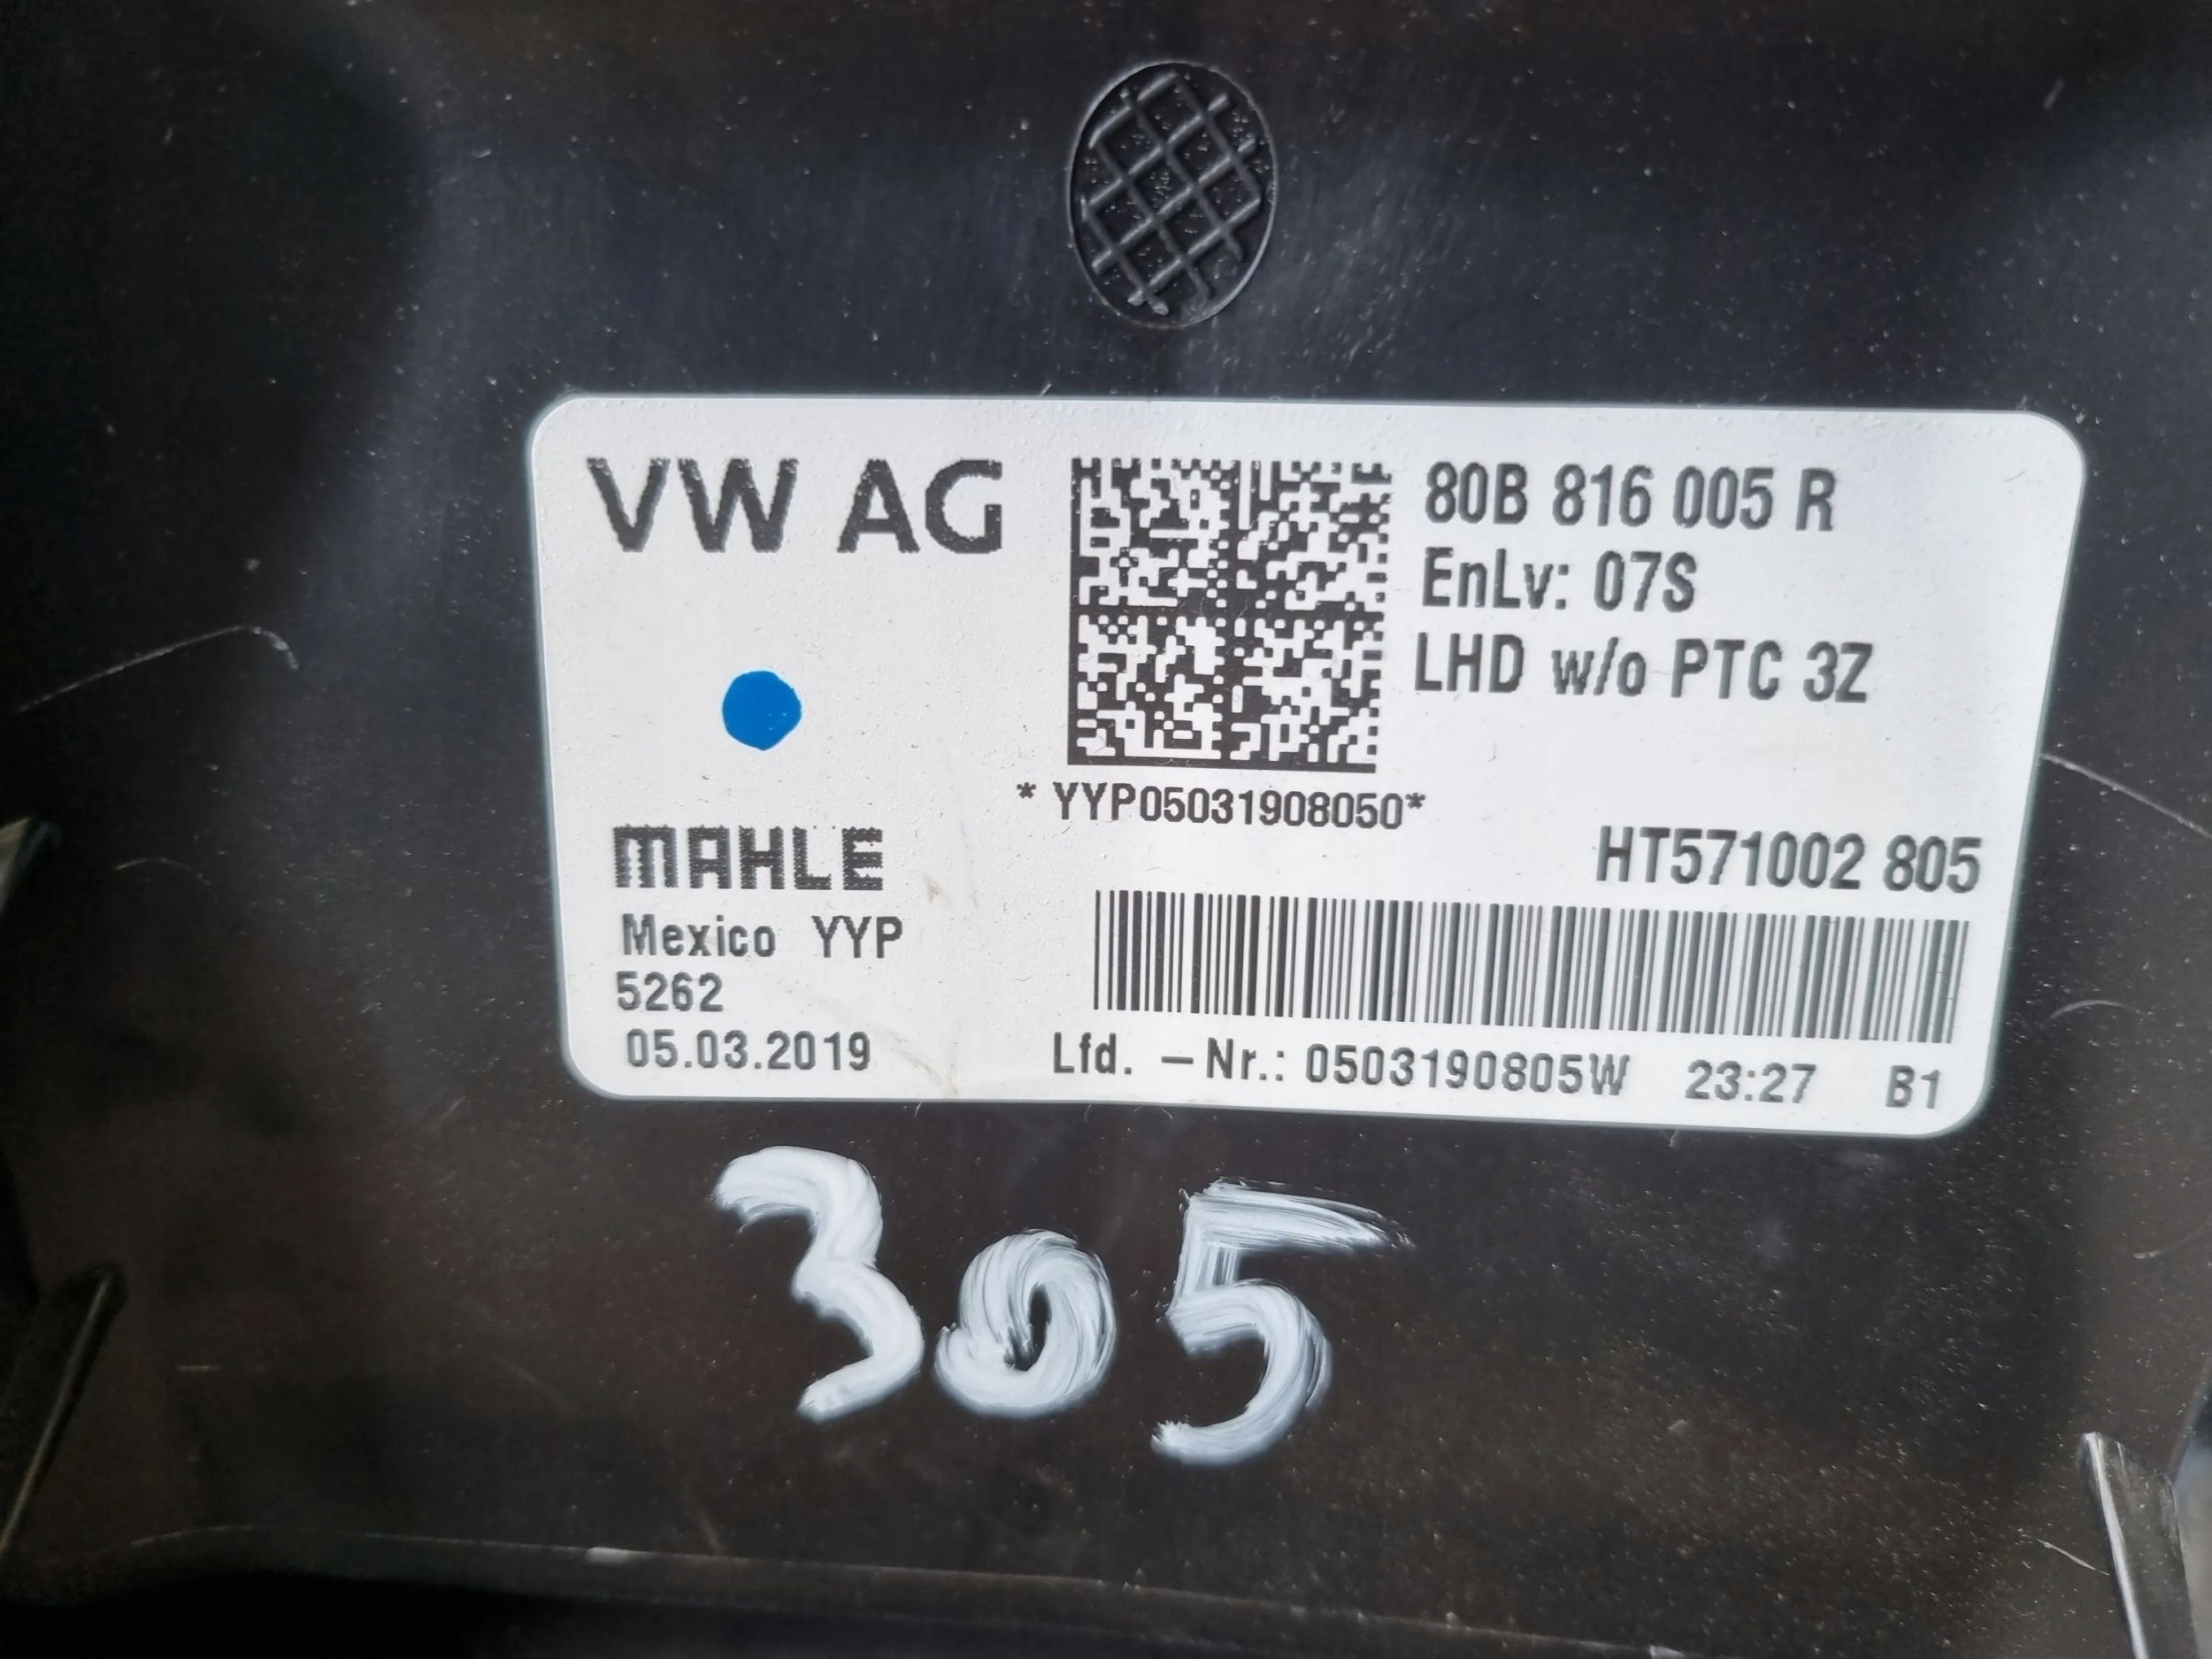 VW AG
80B 816 005 R
EnLv: 07S
LHD w/o PTC 3Z
* YYP05031908050*
MAHLE
HT571002 805
Mexico YYP
5262
05.03.2019
Lfd. -Nr.: 0503190805W 23:27 B1
305